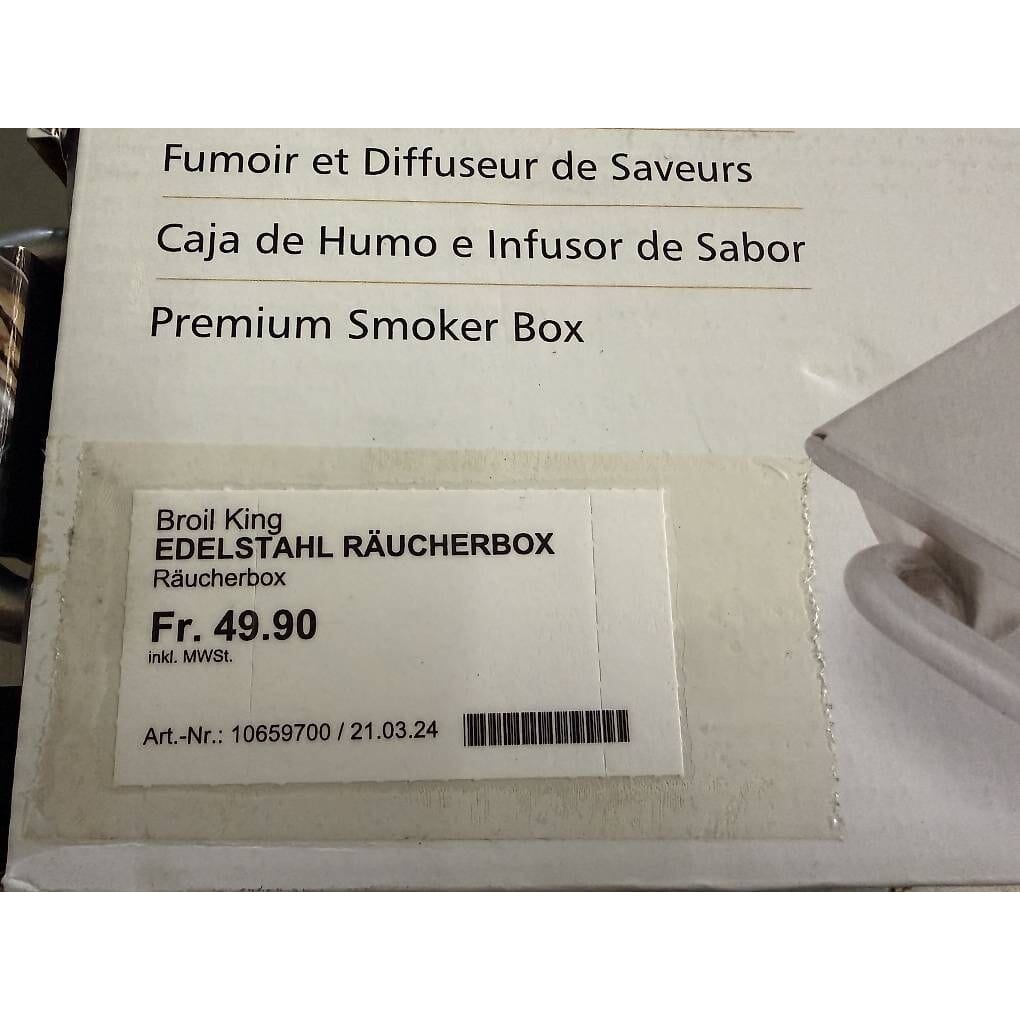 Fumoir et Diffuseur de Saveurs
Caja de Humo e Infusor de Sabor
Premium Smoker Box
Broil King
EDELSTAHL RÄUCHERBOX
Räucherbox
Fr. 49.90
inkl. MWSt.
Art.-Nr.: 10659700 / 21.03.24